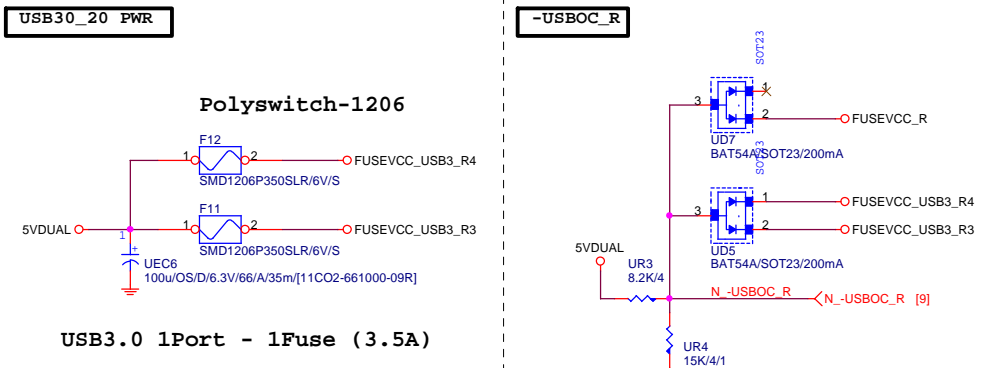 USB30_20 PWR
Polyswitch-1206
F12
1
2
FUSEVCC_USB3_R4
SMD1206P350SLR/6V/S
F11
5VDUAL
1
2
FUSEVCC_USB3_R3
SMD1206P350SLR/6V/S
1
+
UEC6
100u/OS/D/6.3V/66/A/35m/[11CO2-661000-09R]
USB3.0 1Port - 1Fuse (3.5A)
-USBOC_R
SOT23
1
3
2
FUSEVCC_R
UD7
BAT54A/SOT23/200mA
SOT23
1
FUSEVCC_USB3_R4
3
2
FUSEVCC_USB3_R3
UD5
BAT54A/SOT23/200mA
5VDUAL
UR3
8.2K/4
N_-USBOC_R
N_-USBOC_R [9]
UR4
15K/4/1